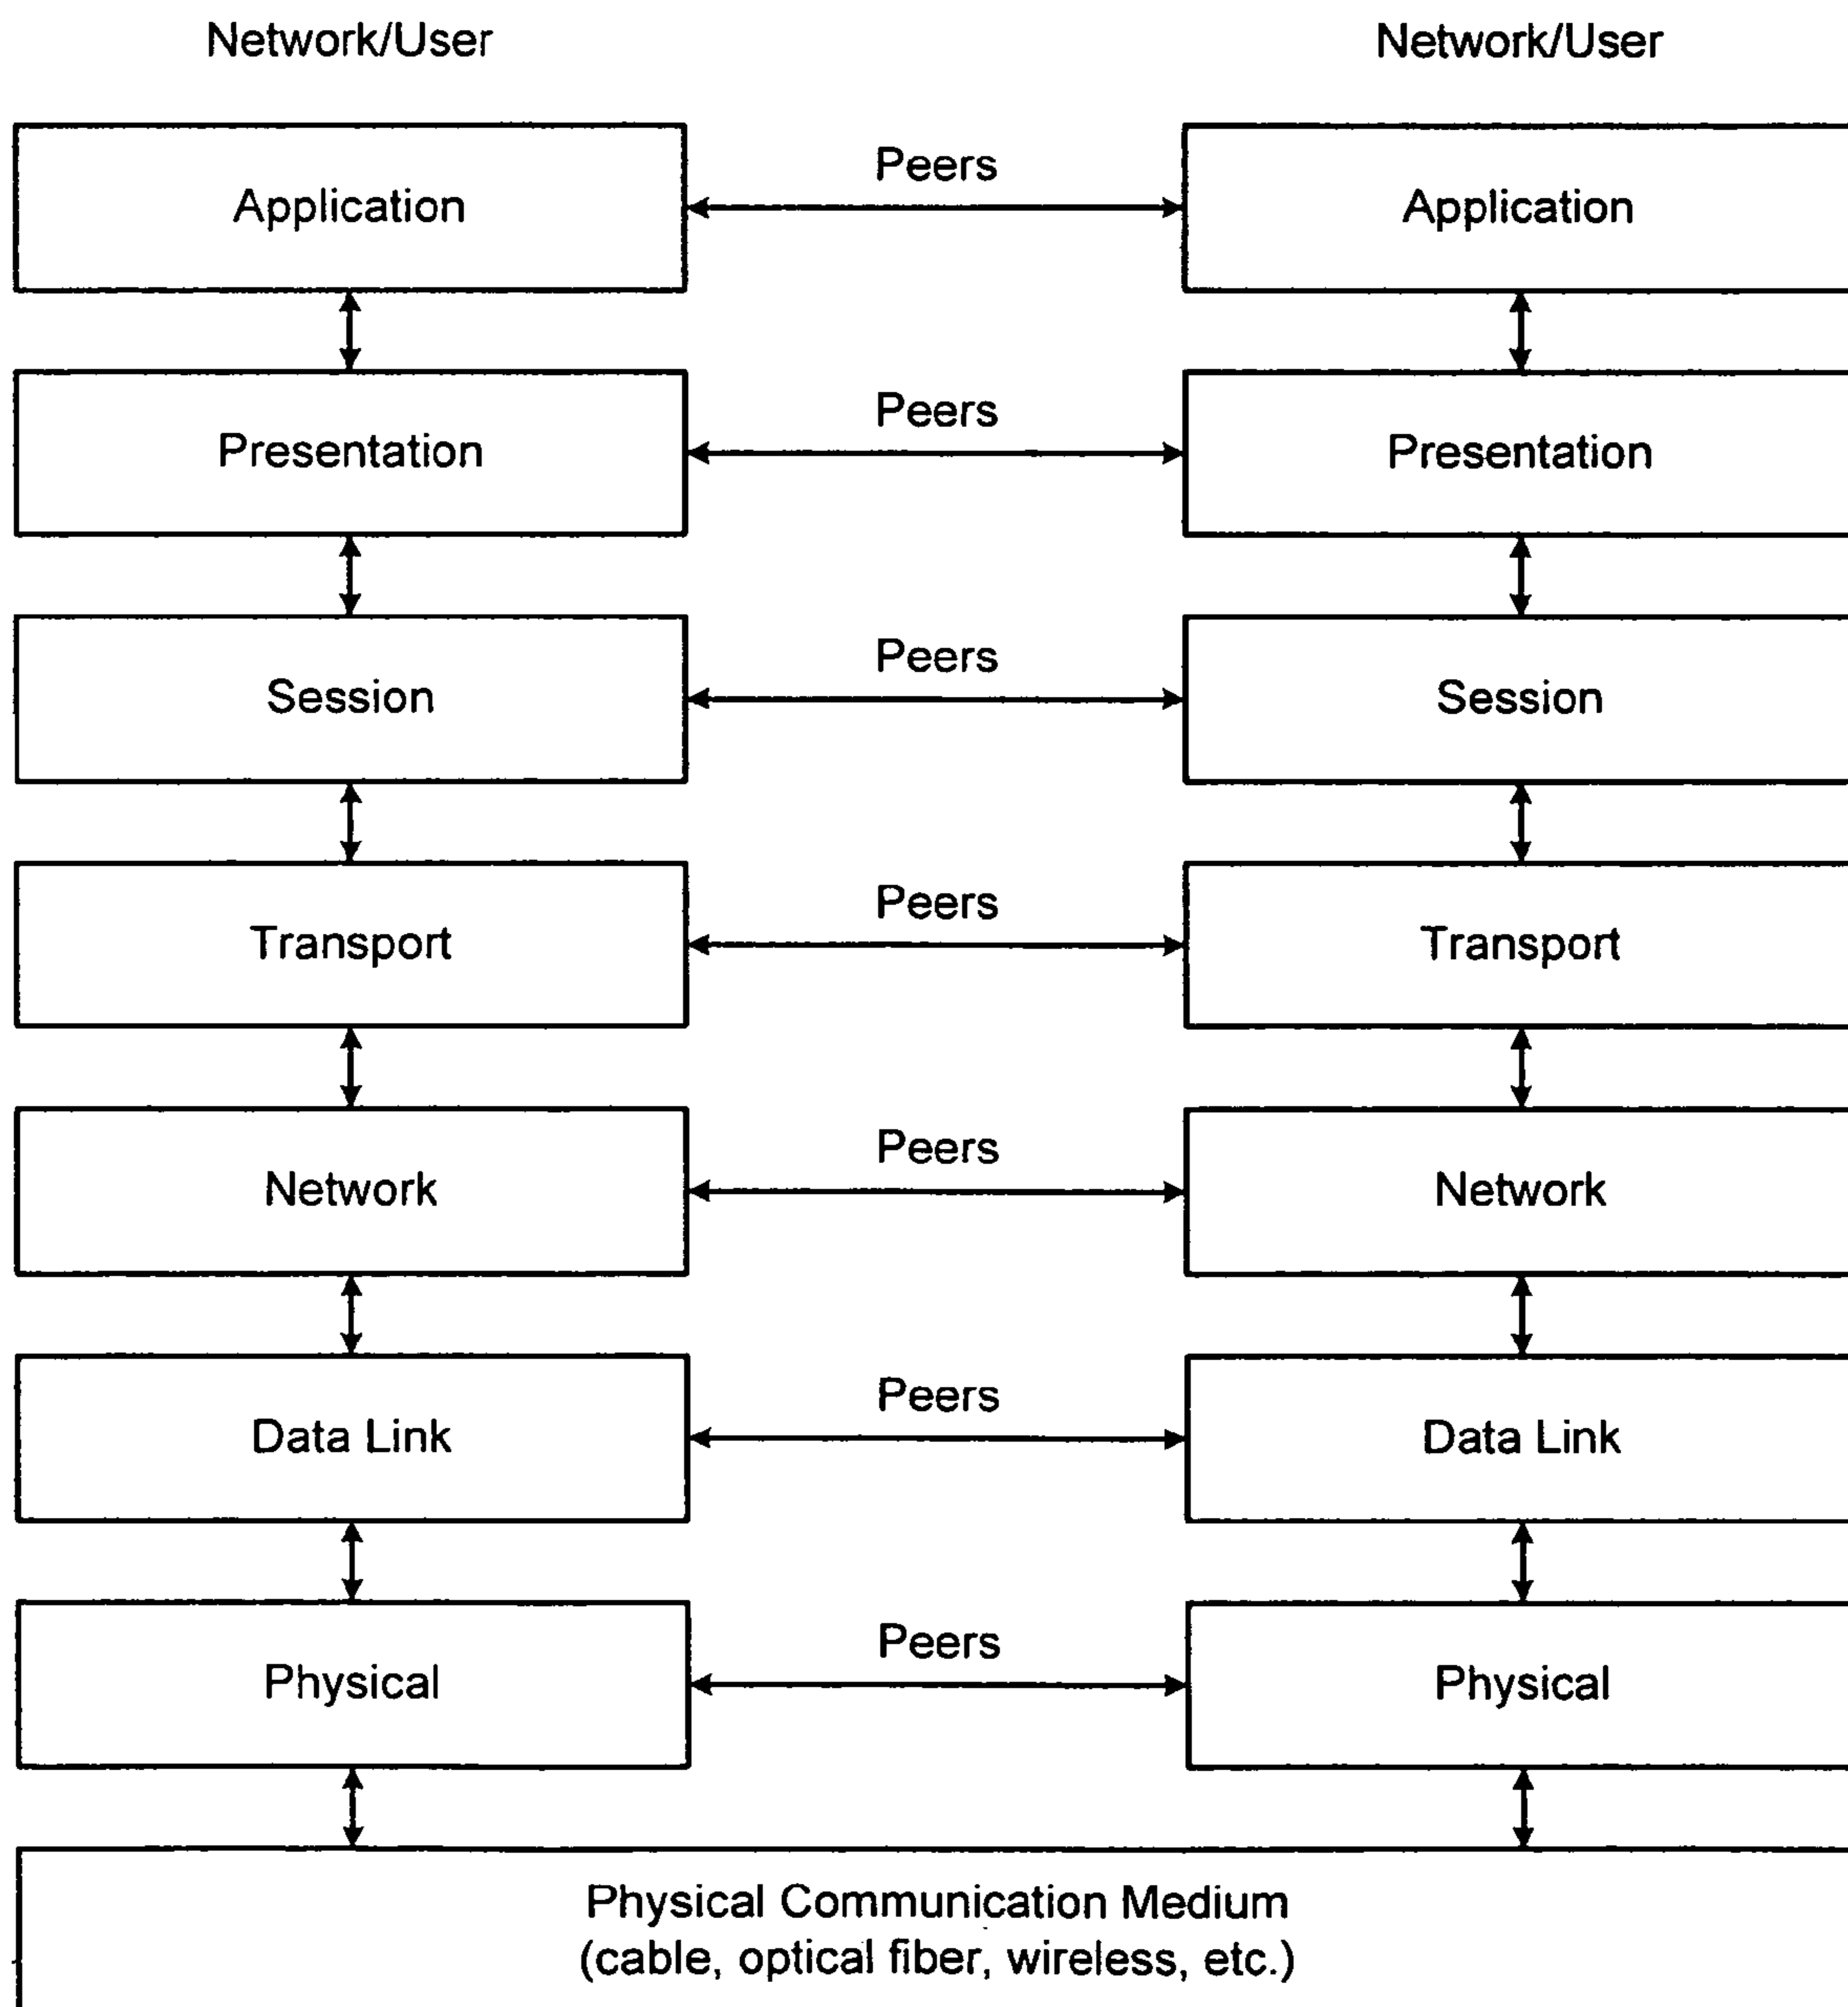 Network/User
Network/User
Application
Peers
Application
Presentation
Peers
Presentation
Session
Peers
Session
Transport
Peers
Transport
Network
Peers
Network
Data Link
Peers
Data Link
Physical
Peers
Physical
Physical Communication Medium
(cable, optical fiber, wireless, etc.)